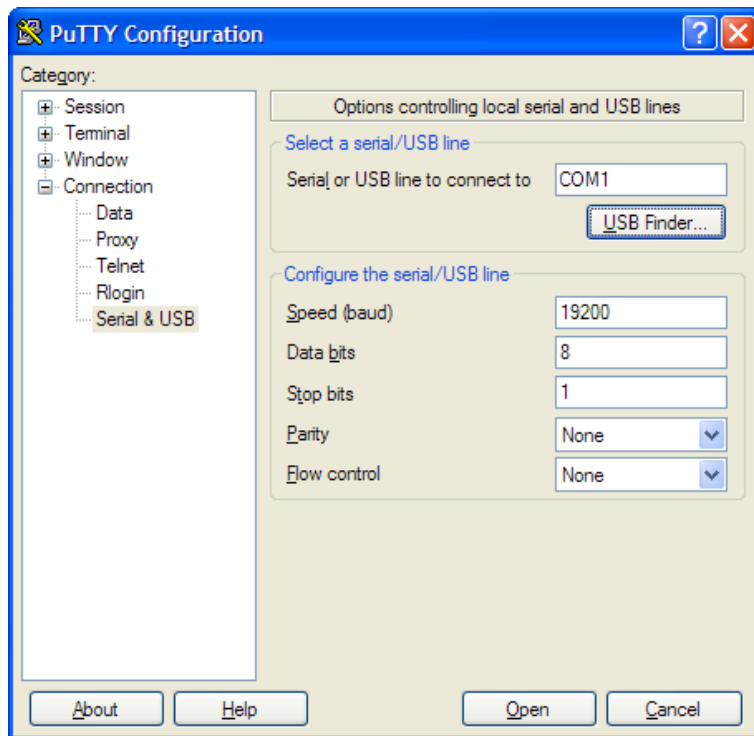 PuTTY Configuration
Category:
Session
Terminal
Window
Connection
Data
Proxy
Telnet
Rlogin
Serial & USB
Options controlling local serial and USB lines
Select a serial/USB line
Serial or USB line to connect to COM1
USB Finder...
Configure the serial/USB line
Speed (baud) 19200
Data bits 8
Stop bits 1
Parity None
Flow control None
About Help Open Cancel